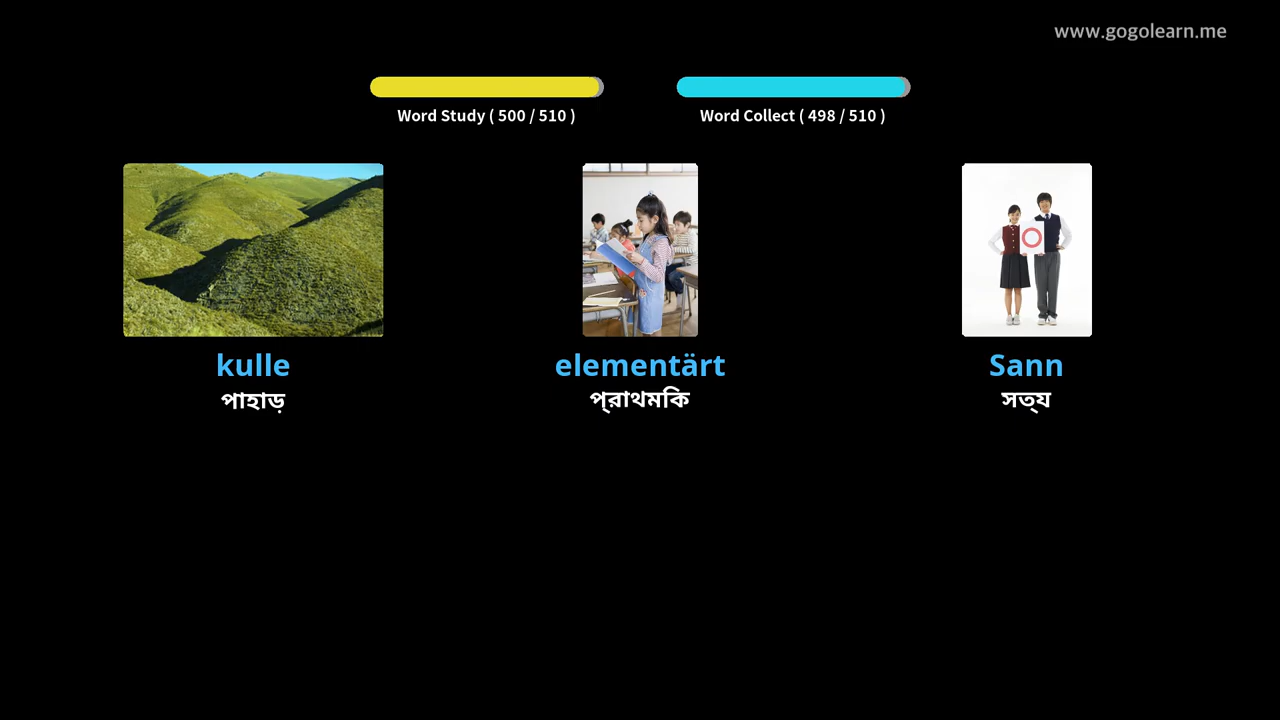 www.gogolearn.me
Word Study ( 500 / 510 )
Word Collect ( 498 / 510 )
kulle
elementärt
Sann
পাহাড়
প্রাথমিক
সত্য